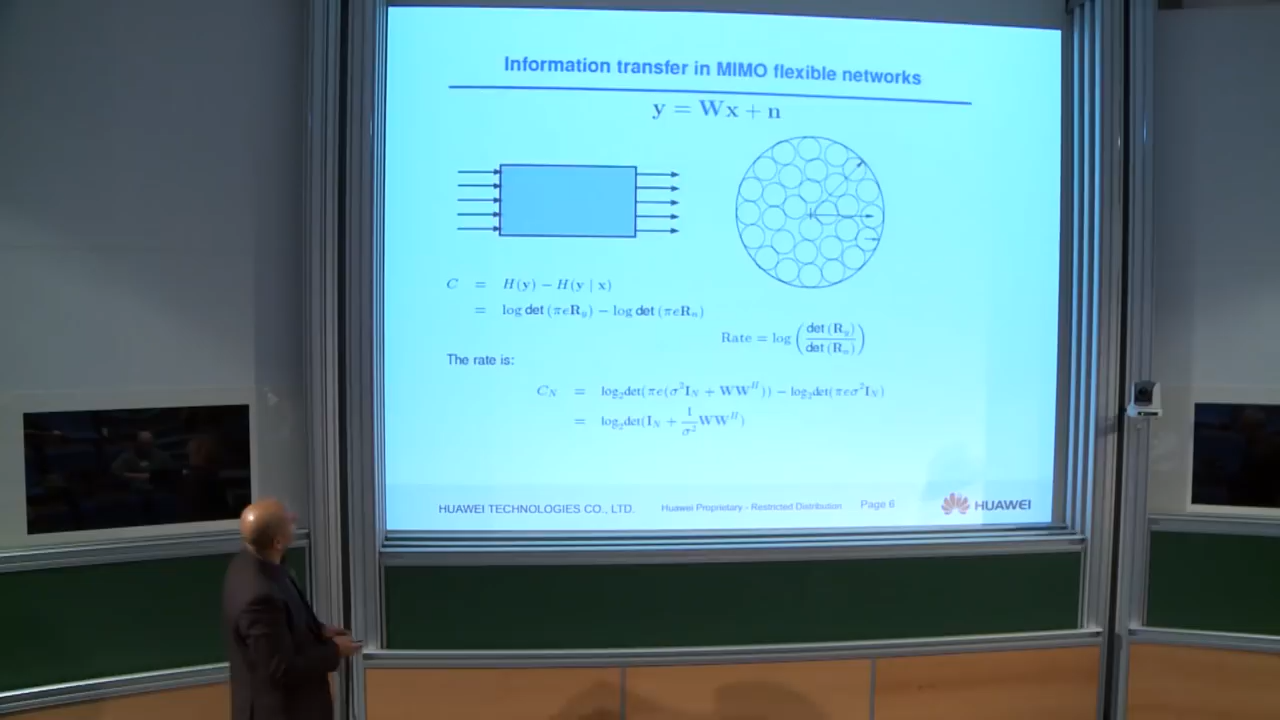 Information transfer in MIMO flexible networks
y = Wx + n
C = H(y) − H(y | x)
= log det (πeR_y) − log det (πeR_n)
Rate = log ( det (R_y) / det (R_n) )
The rate is:
C_N = log₂det(πe(σ²I_N + WW^H)) − log₂det(πeσ²I_N)
= log₂det(I_N + 1/σ² WW^H)
HUAWEI TECHNOLOGIES CO., LTD. Huawei Proprietary - Restricted Distribution Page 6 HUAWEI